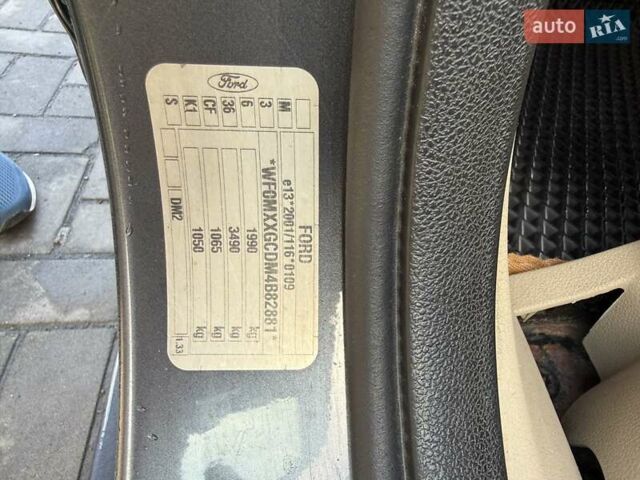 Ford
FORD
e13*2001/116*0109
*WF0MXXGCDM4B82881*
1990 kg
3490 kg
1065 kg
1050 kg
M
3
6
36
CF
K1
S
DM2
1.33
auto RIA
.com